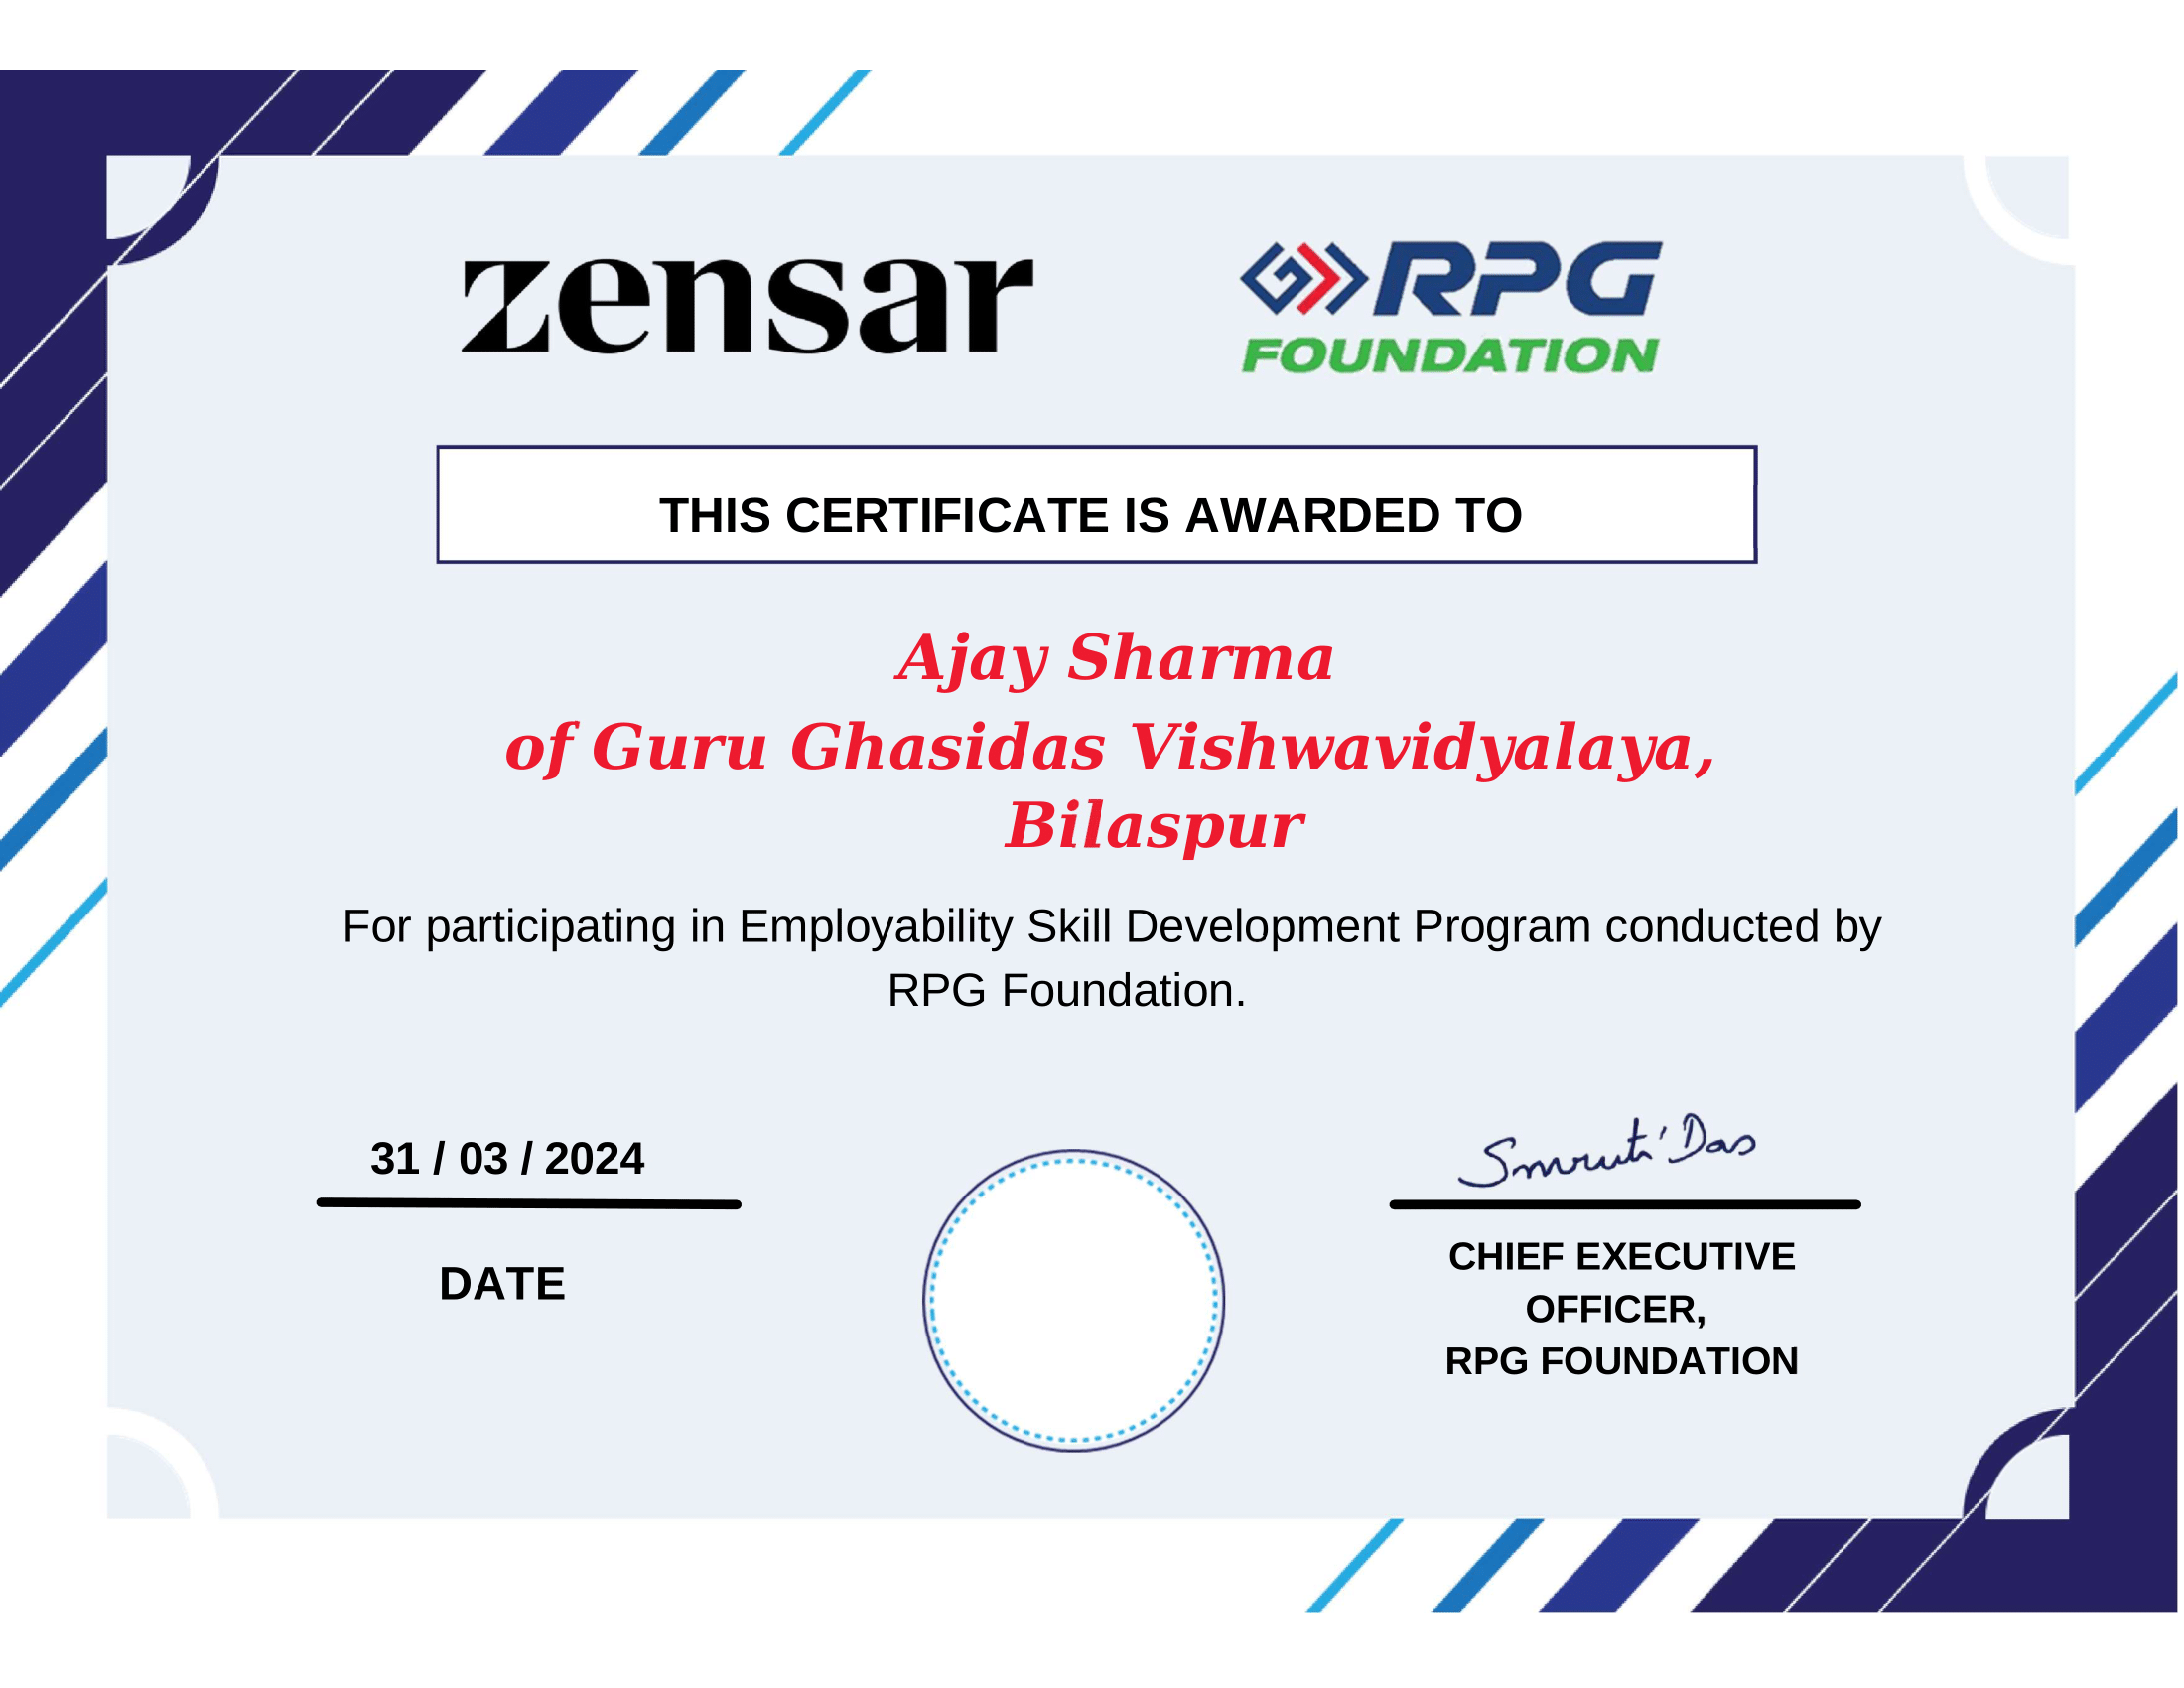 zensar
RPG
FOUNDATION
THIS CERTIFICATE IS AWARDED TO
Ajay Sharma
of Guru Ghasidas Vishwavidyalaya,
Bilaspur
For participating in Employability Skill Development Program conducted by
RPG Foundation.
31 / 03 / 2024
DATE
Smruti Das
CHIEF EXECUTIVE
OFFICER,
RPG FOUNDATION